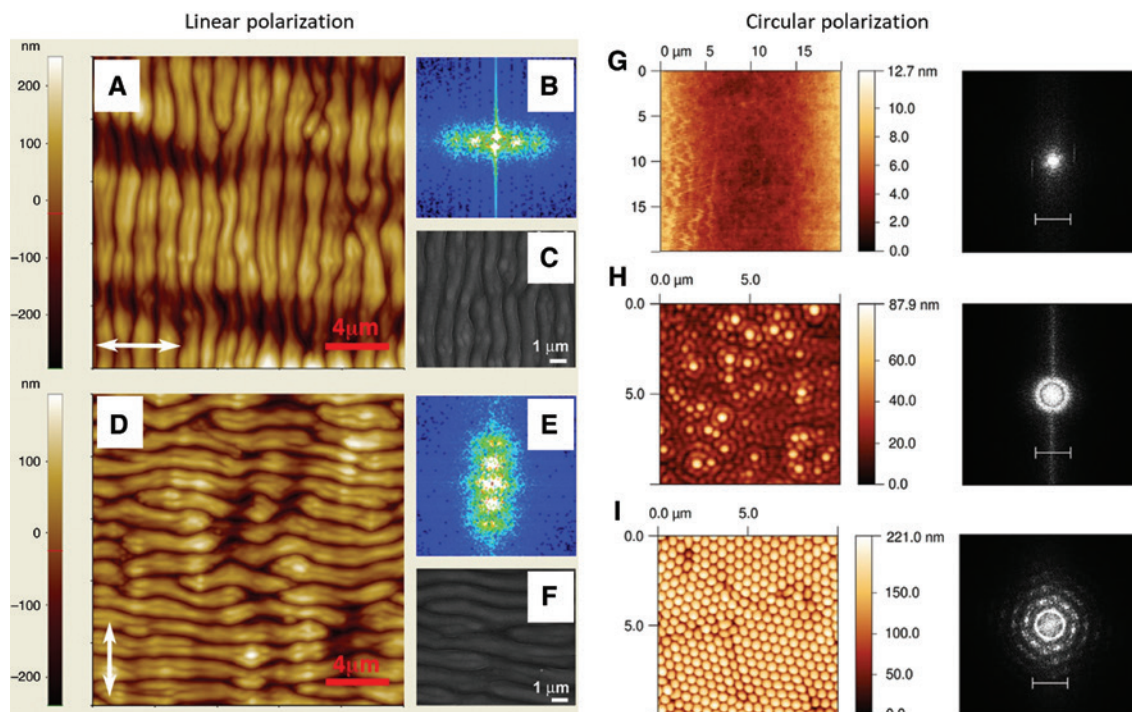 Linear polarization
Circular polarization
nm
200
100
0
−100
−200
A
4μm
B
C
1 μm
nm
100
0
−100
−200
D
4μm
E
F
1 μm
G
0 μm 5 10 15
0
5
10
15
12.7 nm
10.0
8.0
6.0
4.0
2.0
0.0
H
0.0 μm 5.0
0.0
5.0
87.9 nm
60.0
40.0
20.0
0.0
I
0.0 μm 5.0
0.0
5.0
221.0 nm
150.0
100.0
50.0